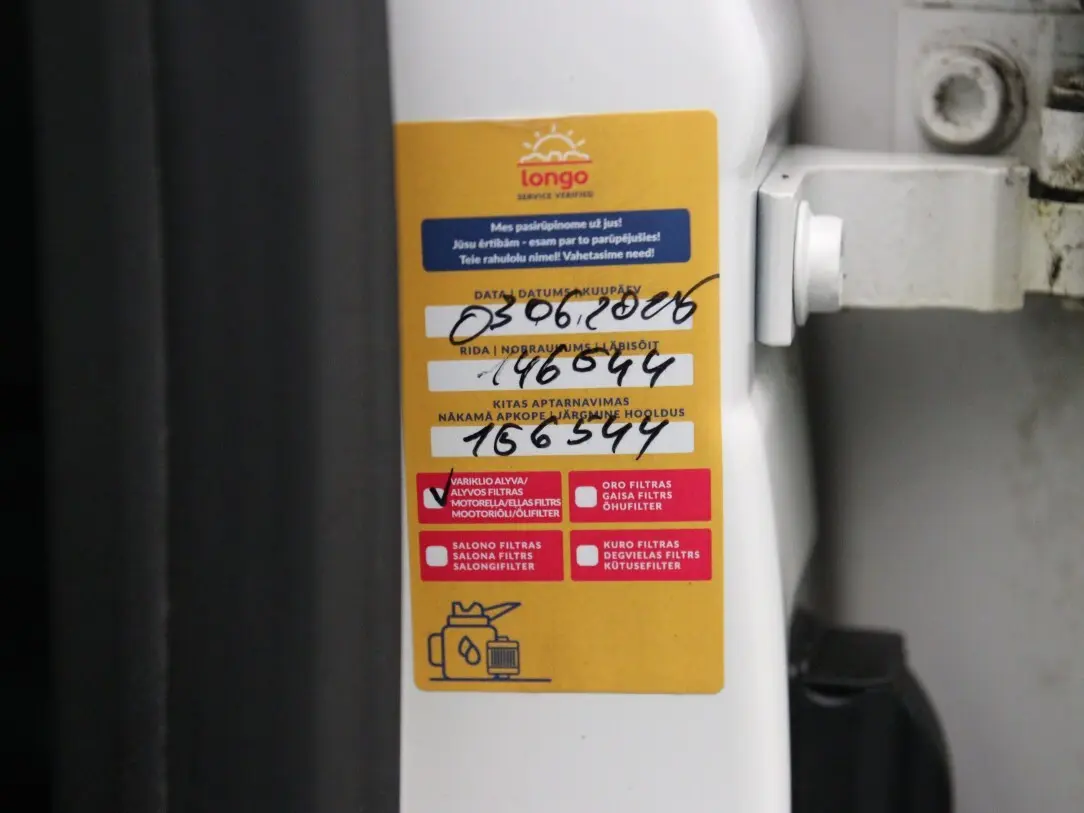 longo
SERVICE VERIFIED
Mes pasirūpinome už jus!
Jūsu ērtībām - esam par to parūpējušies!
Teie rahulolu nimel! Vahetasime need!
DATA | DATUMS | KUUPÄEV
03 06.2026
RIDA | NOBRAUKUMS | LÄBISÕIT
146544
KITAS APTARNAVIMAS
NĀKAMĀ APKOPE | JÄRGMINE HOOLDUS
156544
VARIKLIO ALYVA/
ALYVOS FILTRAS
MOTOREĻĻA/EĻĻAS FILTRS
MOOTORIÕLI/ÕLIFILTER
ORO FILTRAS
GAISA FILTRS
ÕHUFILTER
SALONO FILTRAS
SALONA FILTRS
SALONGIFILTER
KURO FILTRAS
DEGVIELAS FILTRS
KÜTUSEFILTER